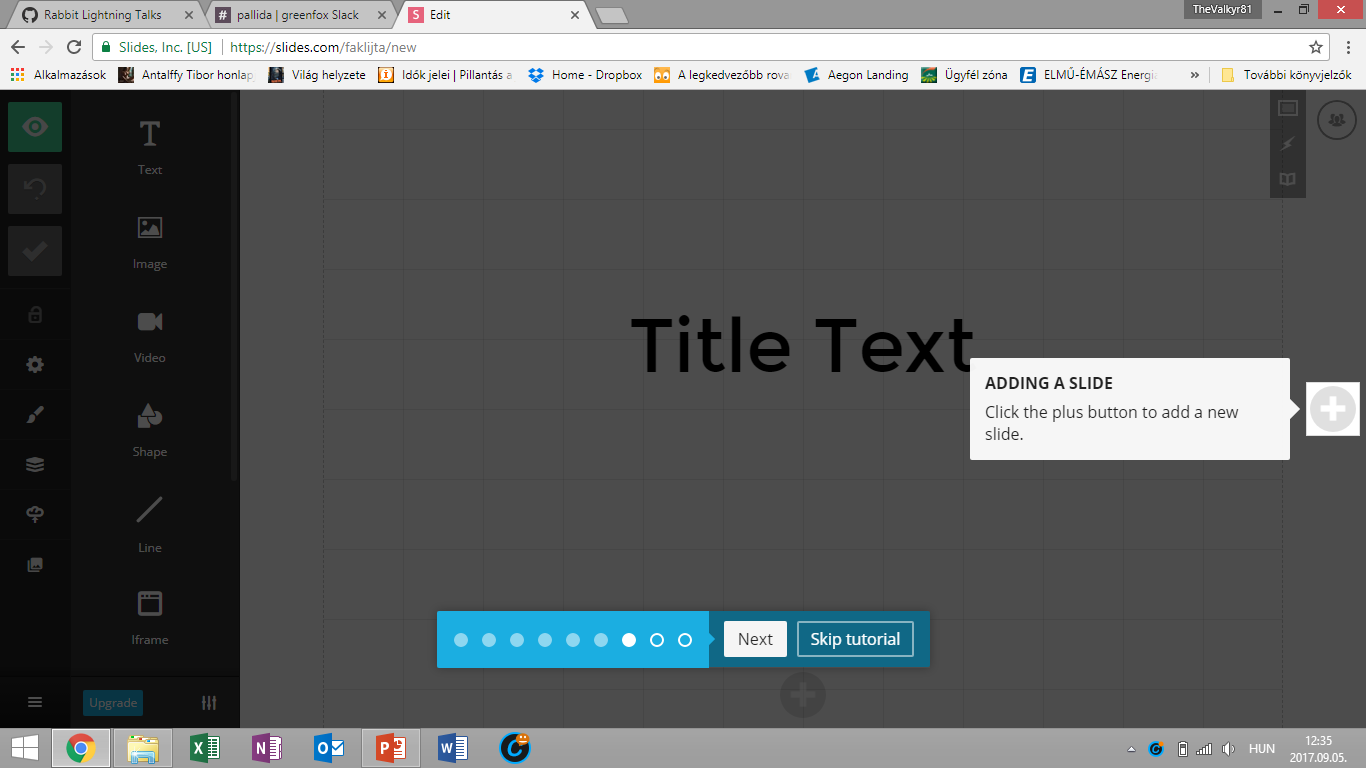 Rabbit Lightning Talks
pallida | greenfox Slack
Edit
TheValkyr81
Slides, Inc. [US]
https://slides.com/faklijta/new
Alkalmazások
Antalffy Tibor honlap
Világ helyzete
Idők jelei | Pillantás a
Home - Dropbox
A legkedvezőbb rova
Aegon Landing
Ügyfél zóna
ELMŰ-ÉMÁSZ Energia
»
További könyvjelzők
Text
Image
Video
Shape
Line
Iframe
Upgrade
Title Text
ADDING A SLIDE
Click the plus button to add a new
slide.
Next
Skip tutorial
HUN
12:35
2017.09.05.